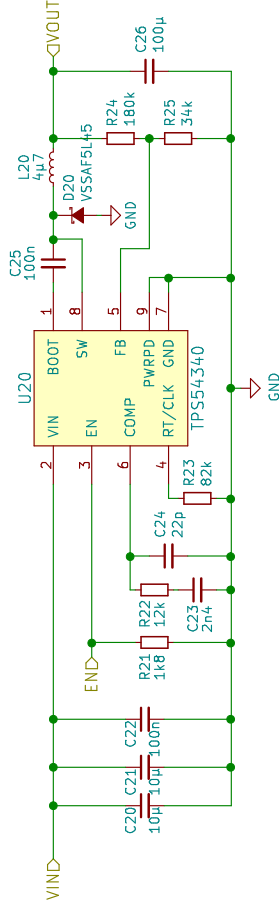 VIN
C20
10µ
C21
10µ
C22
100n
EN
R21
1k8
R22
12k
C23
2n4
C24
22p
R23
82k
U20
TPS54340
2
VIN
3
EN
6
COMP
4
RT/CLK
BOOT
1
SW
8
FB
5
PWRPD
9
GND
7
GND
C25
100n
D20
VSSAF5L45
GND
L20
4µ7
R24
180k
R25
34k
C26
100µ
VOUT